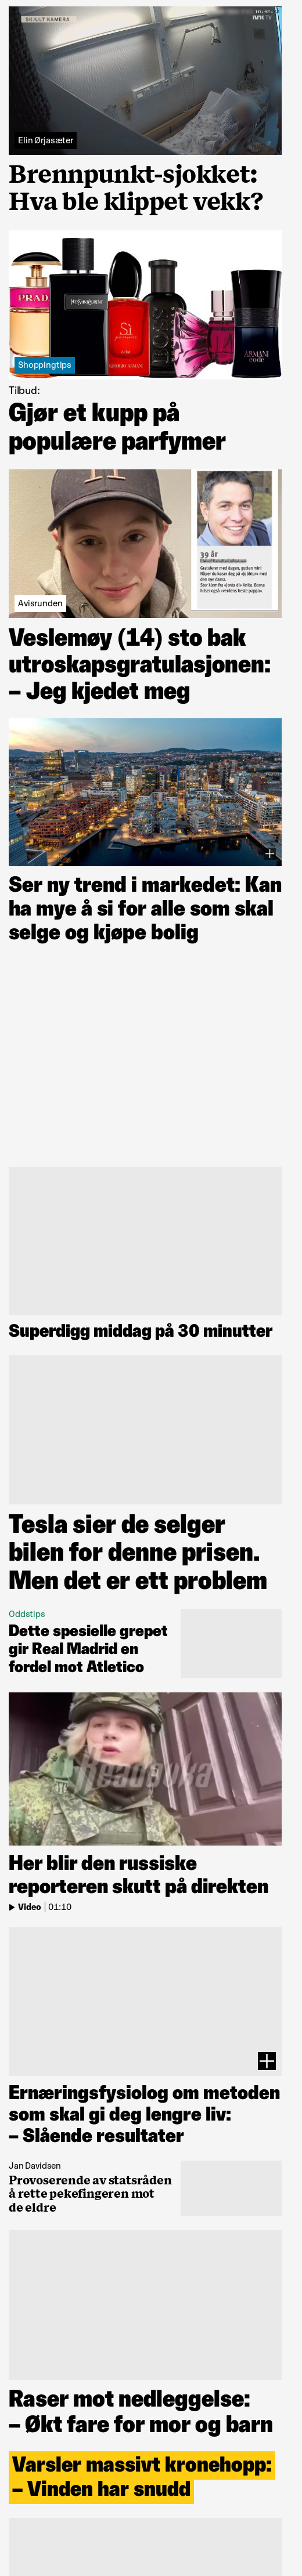 SKJULT KAMERA
NRK TV
Elin Ørjasæter
Brennpunkt-sjokket:
Hva ble klippet vekk?
PRADA
Sì
GIORGIO ARMANI
BOSS
ARMANI
code
Shoppingtips
Tilbud:
Gjør et kupp på
populære parfymer
39 år
Avisrunden
Veslemøy (14) sto bak
utroskapsgratulasjonen:
– Jeg kjedet meg
Ser ny trend i markedet: Kan
ha mye å si for alle som skal
selge og kjøpe bolig
Superdigg middag på 30 minutter
Tesla sier de selger
bilen for denne prisen.
Men det er ett problem
Oddstips
Dette spesielle grepet
gir Real Madrid en
fordel mot Atletico
Her blir den russiske
reporteren skutt på direkten
Video | 01:10
Ernæringsfysiolog om metoden
som skal gi deg lengre liv:
– Slående resultater
Jan Davidsen
Provoserende av statsråden
å rette pekefingeren mot
de eldre
Raser mot nedleggelse:
– Økt fare for mor og barn
Varsler massivt kronehopp:
– Vinden har snudd